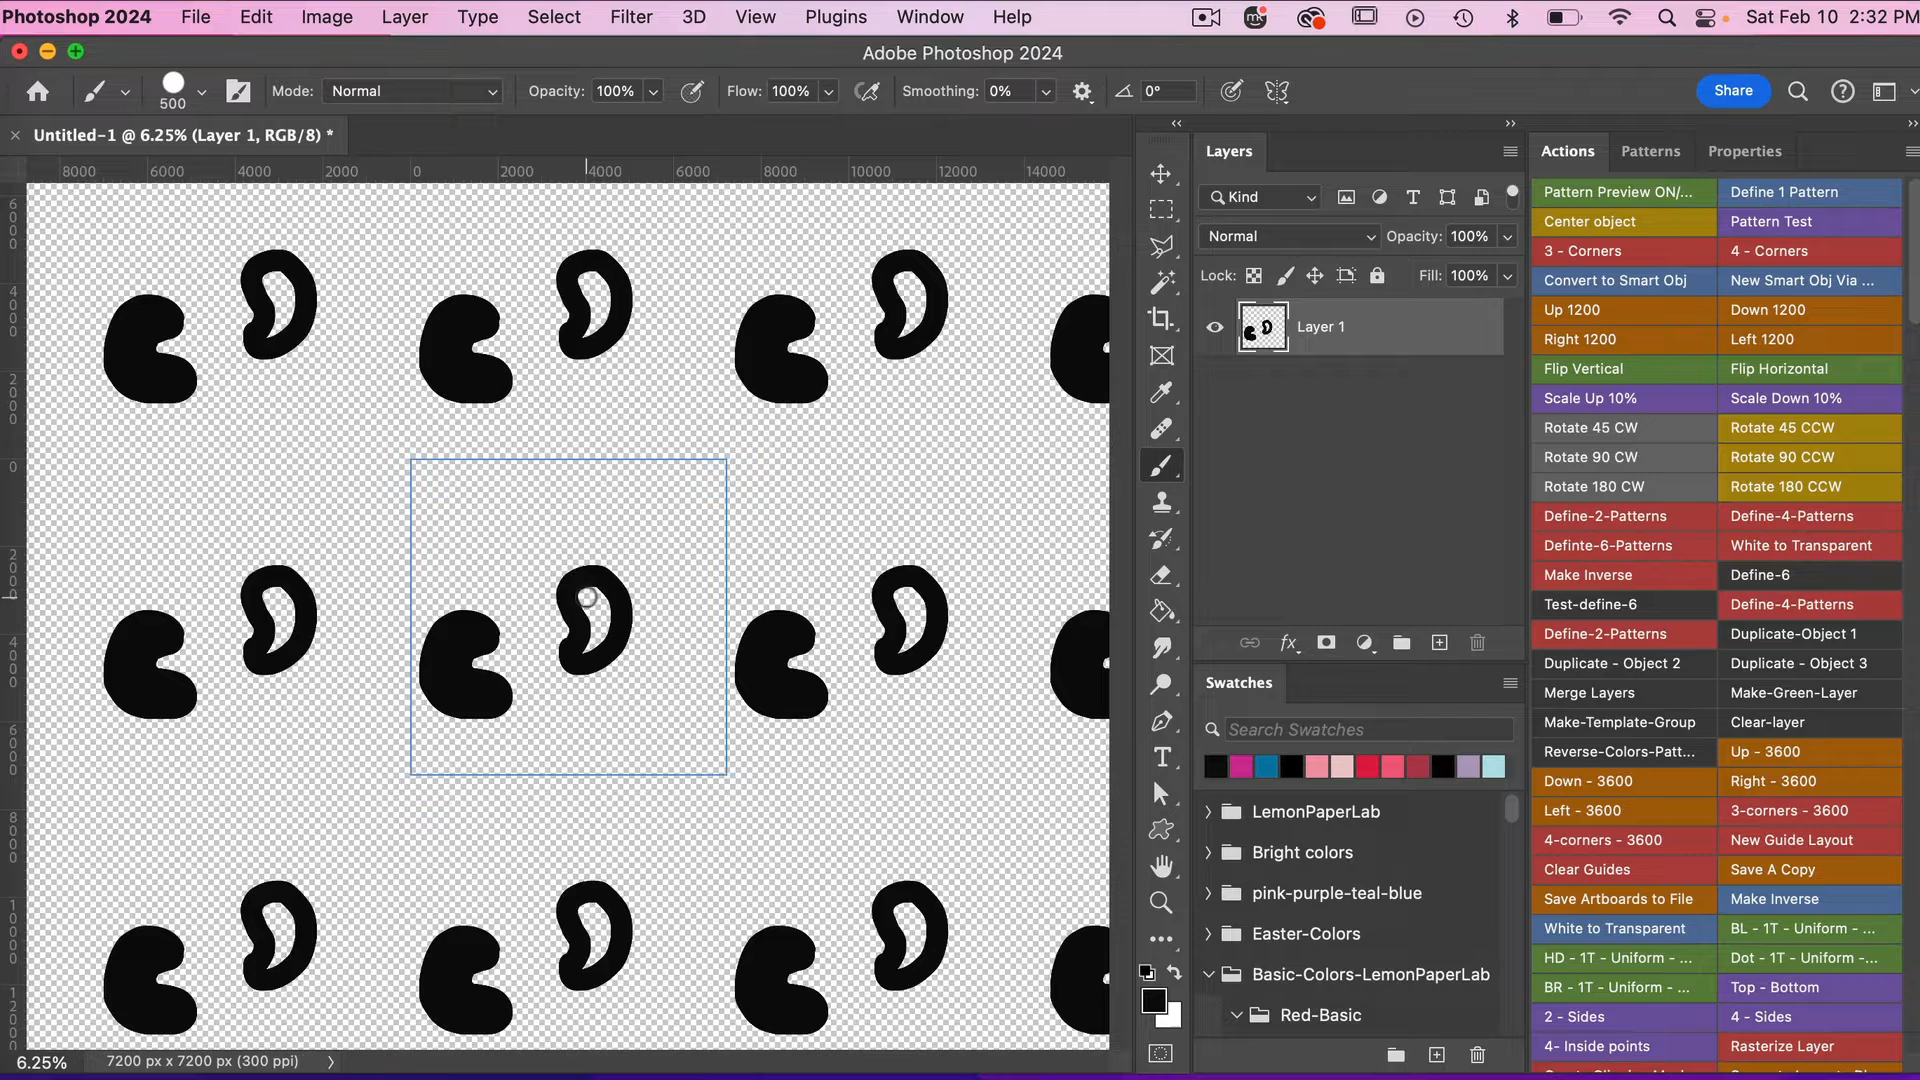 Photoshop 2024 File Edit Image Layer Type Select Filter 3D View Plugins Window Help Sat Feb 10 2:32 PM
Adobe Photoshop 2024
500 Mode: Normal Opacity: 100% Flow: 100% Smoothing: 0% 0° Share
Untitled-1 @ 6.25% (Layer 1, RGB/8) *
8000 6000 4000 2000 0 2000 4000 6000 8000 10000 12000 14000
6000
4000
2000
0
2000
4000
6000
8000
10000
12000
6.25% 7200 px x 7200 px (300 ppi)
Layers
Kind
Normal Opacity: 100%
Lock: Fill: 100%
Layer 1
fx
Swatches
Search Swatches
LemonPaperLab
Bright colors
pink-purple-teal-blue
Easter-Colors
Basic-Colors-LemonPaperLab
Red-Basic
Actions Patterns Properties
Pattern Preview ON/... Define 1 Pattern
Center object Pattern Test
3 - Corners 4 - Corners
Convert to Smart Obj New Smart Obj Via ...
Up 1200 Down 1200
Right 1200 Left 1200
Flip Vertical Flip Horizontal
Scale Up 10% Scale Down 10%
Rotate 45 CW Rotate 45 CCW
Rotate 90 CW Rotate 90 CCW
Rotate 180 CW Rotate 180 CCW
Define-2-Patterns Define-4-Patterns
Definte-6-Patterns White to Transparent
Make Inverse Define-6
Test-define-6 Define-4-Patterns
Define-2-Patterns Duplicate-Object 1
Duplicate - Object 2 Duplicate - Object 3
Merge Layers Make-Green-Layer
Make-Template-Group Clear-layer
Reverse-Colors-Patt... Up - 3600
Down - 3600 Right - 3600
Left - 3600 3-corners - 3600
4-corners - 3600 New Guide Layout
Clear Guides Save A Copy
Save Artboards to File Make Inverse
White to Transparent BL - 1T - Uniform - ...
HD - 1T - Uniform - ... Dot - 1T - Uniform -...
BR - 1T - Uniform - ... Top - Bottom
2 - Sides 4 - Sides
4- Inside points Rasterize Layer